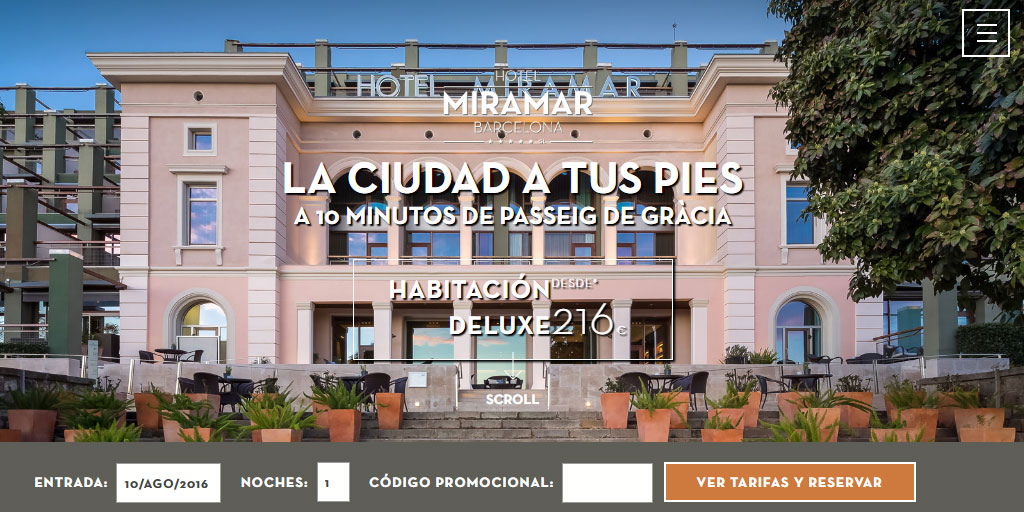 HOTEL MIRAMAR
HOTEL
MIRAMAR
BARCELONA
LA CIUDAD A TUS PIES
A 10 MINUTOS DE PASSEIG DE GRÀCIA
HABITACIÓN DESDE*
DELUXE 216€
SCROLL
ENTRADA: 10/AGO/2016 NOCHES: 1 CÓDIGO PROMOCIONAL: VER TARIFAS Y RESERVAR